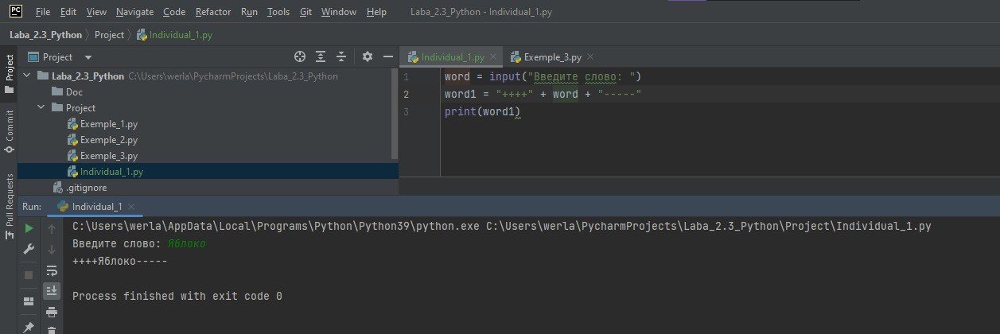 PC File Edit View Navigate Code Refactor Run Tools Git Window Help Laba_2.3_Python - Individual_1.py
Laba_2.3_Python Project Individual_1.py
Project
Commit
Pull Requests
Project
Laba_2.3_Python C:\Users\werla\PycharmProjects\Laba_2.3_Python
Doc
Project
Exemple_1.py
Exemple_2.py
Exemple_3.py
Individual_1.py
.gitignore
Individual_1.py Exemple_3.py
1 word = input("Введите слово: ")
2 word1 = "++++" + word + "-----"
3 print(word1)
Run: Individual_1
C:\Users\werla\AppData\Local\Programs\Python\Python39\python.exe C:\Users\werla\PycharmProjects\Laba_2.3_Python\Project\Individual_1.py
Введите слово: Яблоко
++++Яблоко-----
Process finished with exit code 0